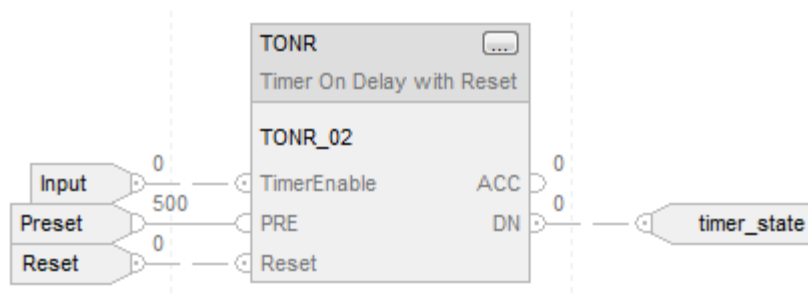 TONR ...
Timer On Delay with Reset
TONR_02
0 0
Input TimerEnable ACC
500 0
Preset PRE DN timer_state
0
Reset Reset